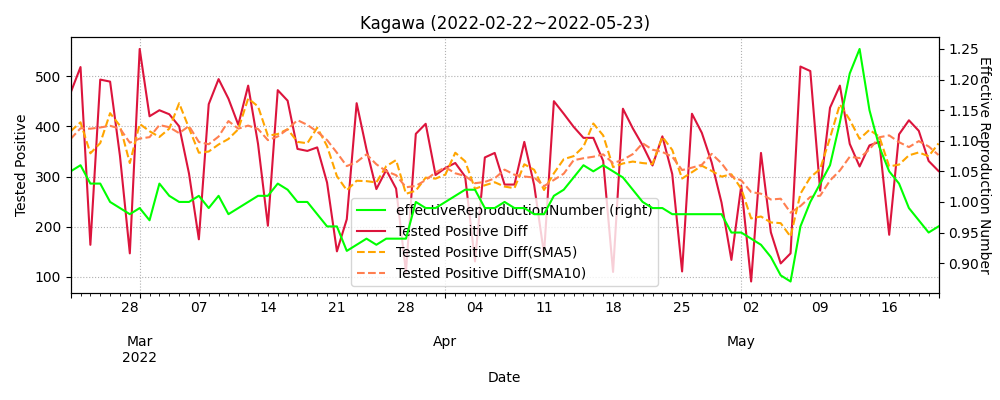 Kagawa (2022-02-22~2022-05-23)
Tested Positive
500
400
300
200
100
1.25
1.20
1.15
1.10
1.05
1.00
0.95
0.90
Effective Reproduction Number
effectiveReproductionNumber (right)
Tested Positive Diff
Tested Positive Diff(SMA5)
Tested Positive Diff(SMA10)
28 07 14 21 28 04 11 18 25 02 09 16
Mar Apr May
2022
Date